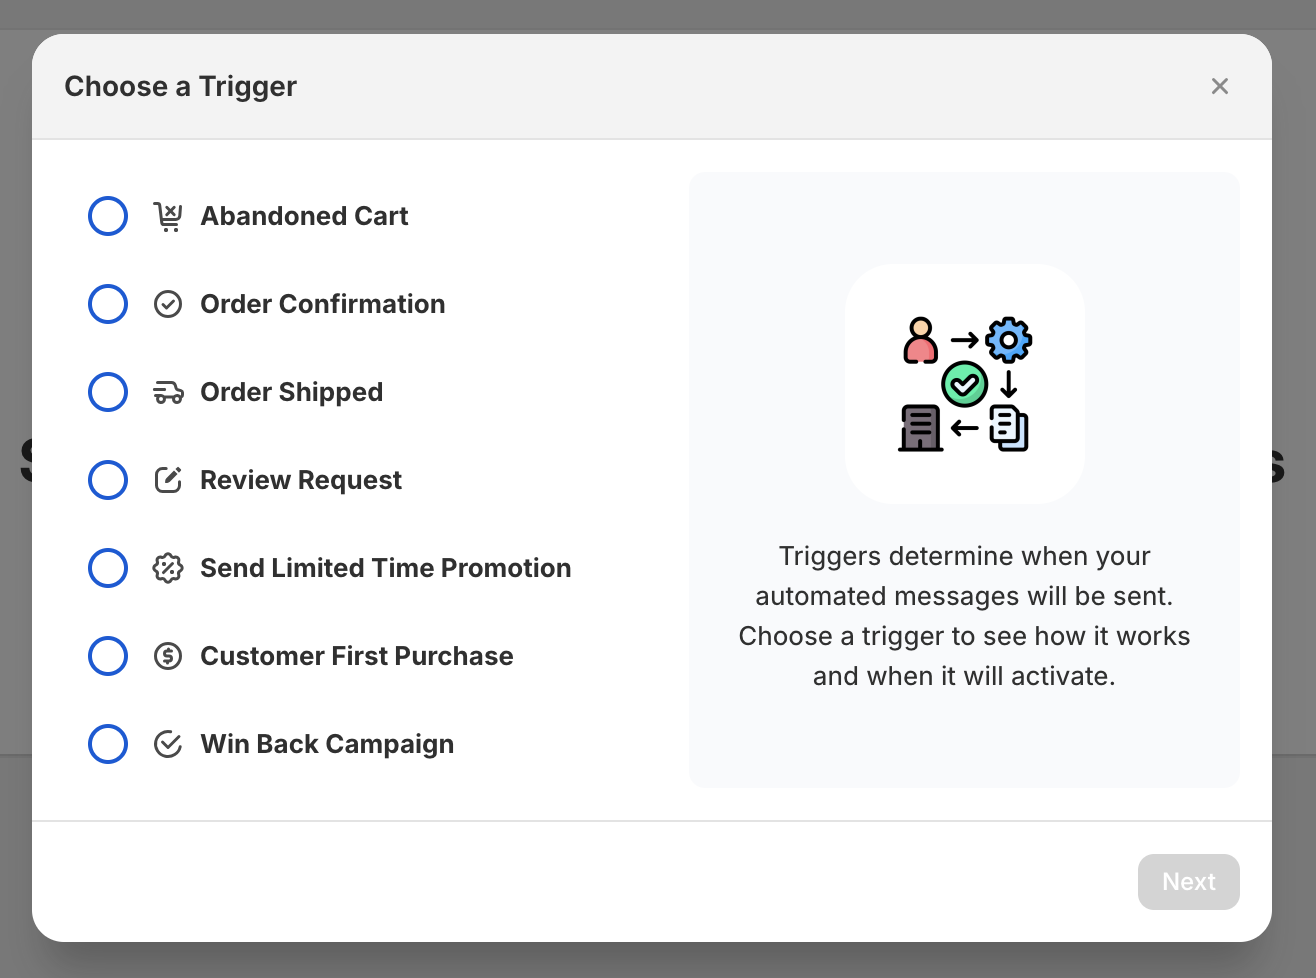 Choose a Trigger
Abandoned Cart
Order Confirmation
Order Shipped
Review Request
Send Limited Time Promotion
Customer First Purchase
Win Back Campaign
Triggers determine when your
automated messages will be sent.
Choose a trigger to see how it works
and when it will activate.
Next